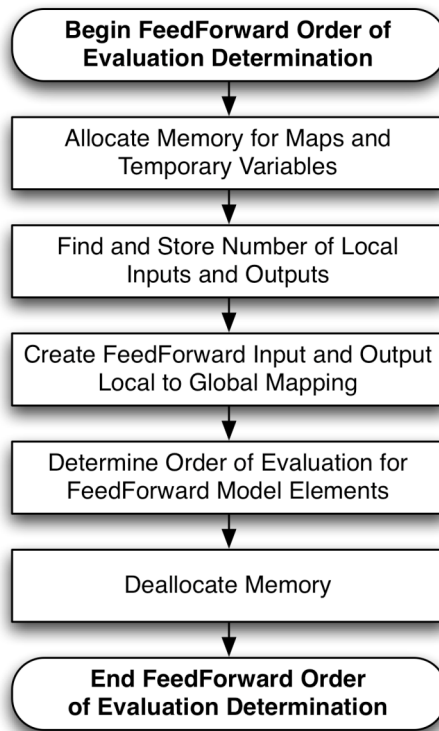 Begin FeedForward Order of
Evaluation Determination
Allocate Memory for Maps and
Temporary Variables
Find and Store Number of Local
Inputs and Outputs
Create FeedForward Input and Output
Local to Global Mapping
Determine Order of Evaluation for
FeedForward Model Elements
Deallocate Memory
End FeedForward Order
of Evaluation Determination